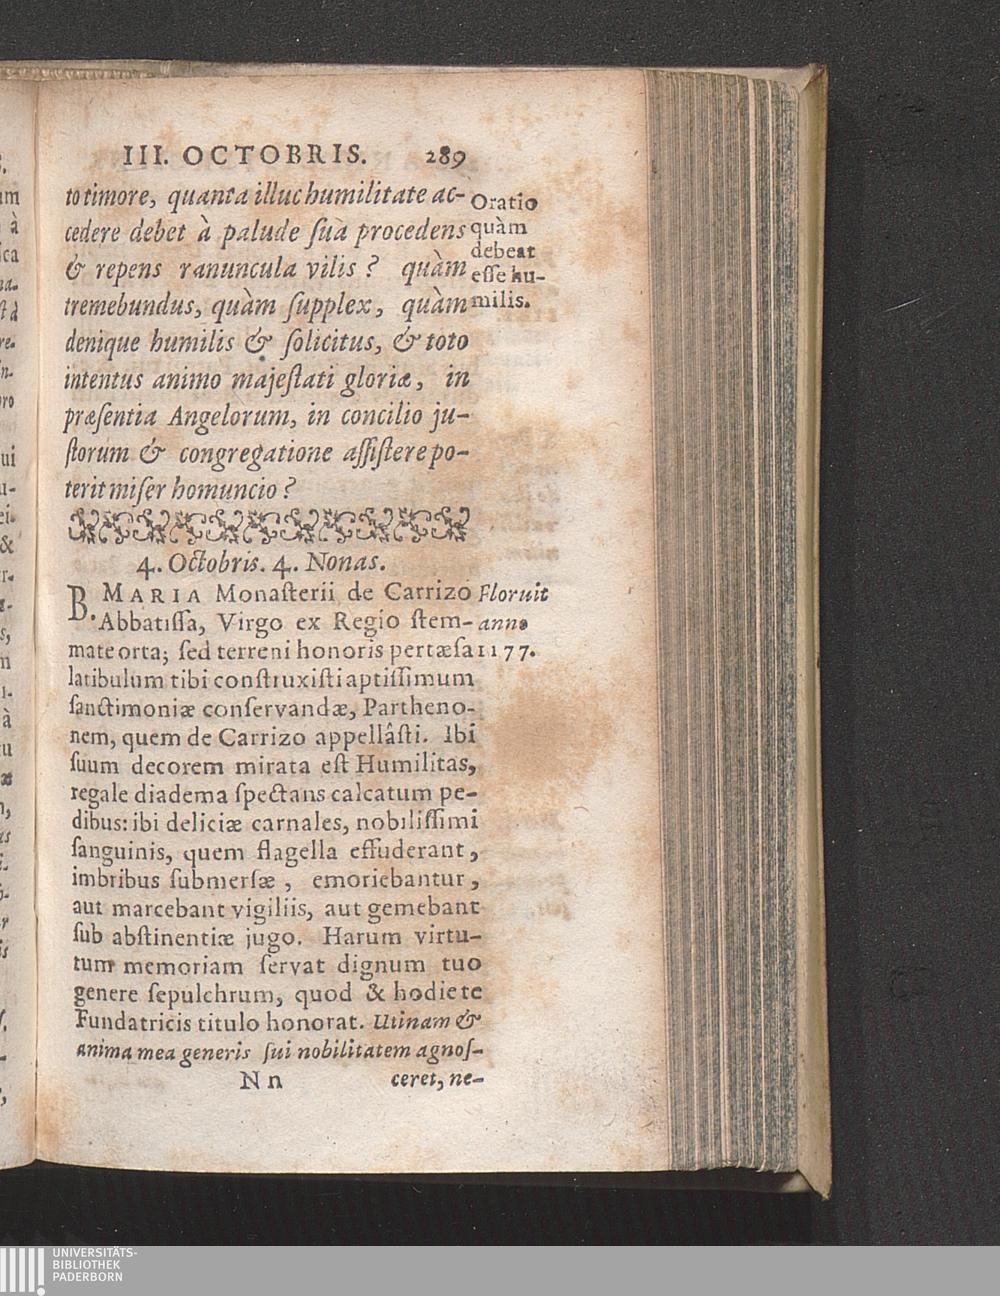 III. OCTOBRIS. 289
to timore, quanta illuc humilitate ac-
cedere debet à palude ſuâ procedens
& repens ranuncula vilis? quàm
tremebundus, quàm ſupplex, quàm
denique humilis & ſolicitus, & toto
intentus animo majeſtati gloriæ, in
præſentia Angelorum, in concilio ju-
ſtorum & congregatione aſſiſtere po-
terit miſer homuncio?
Oratio
quàm
debeat
eſſe hu-
milis.
4. Octobris. 4. Nonas.
B. MARIA Monaſterii de Carrizo
Abbatiſſa, Virgo ex Regio ſtem-
mate orta; ſed terreni honoris pertæſa
latibulum tibi conſtruxiſti aptiſſimum
ſanctimoniæ conſervandæ, Partheno-
nem, quem de Carrizo appellâſti. Ibi
ſuum decorem mirata eſt Humilitas,
regale diadema ſpectans calcatum pe-
dibus: ibi deliciæ carnales, nobiliſſimi
ſanguinis, quem flagella effuderant,
imbribus ſubmerſæ, emoriebantur,
aut marcebant vigiliis, aut gemebant
ſub abſtinentiæ jugo. Harum virtu-
tum memoriam ſervat dignum tuo
genere ſepulchrum, quod & hodie te
Fundatricis titulo honorat. Utinam &
anima mea generis ſui nobilitatem agnoſ-
Floruit
anno
1177.
Nn ceret, ne-
UNIVERSITÄTS-
BIBLIOTHEK
PADERBORN